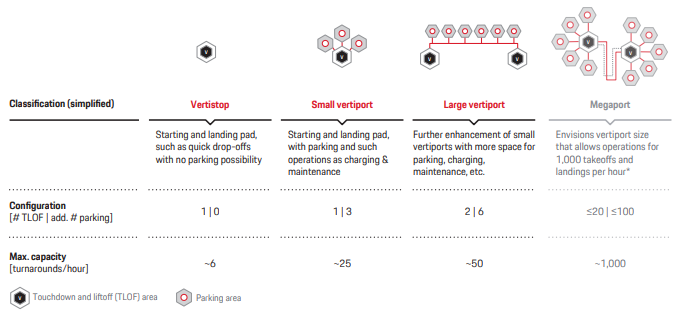 Classification (simplified)
Vertistop
Small vertiport
Large vertiport
Megaport
Starting and landing pad,
such as quick drop-offs
with no parking possibility
Starting and landing pad,
with parking and such
operations as charging &
maintenance
Further enhancement of small
vertiports with more space for
parking, charging,
maintenance, etc.
Envisions vertiport size
that allows operations for
1,000 takeoffs and
landings per hour*
Configuration
[# TLOF | add. # parking]
1 | 0
1 | 3
2 | 6
≤20 | ≤100
Max. capacity
[turnarounds/hour]
~6
~25
~50
~1,000
Touchdown and liftoff (TLOF) area
Parking area